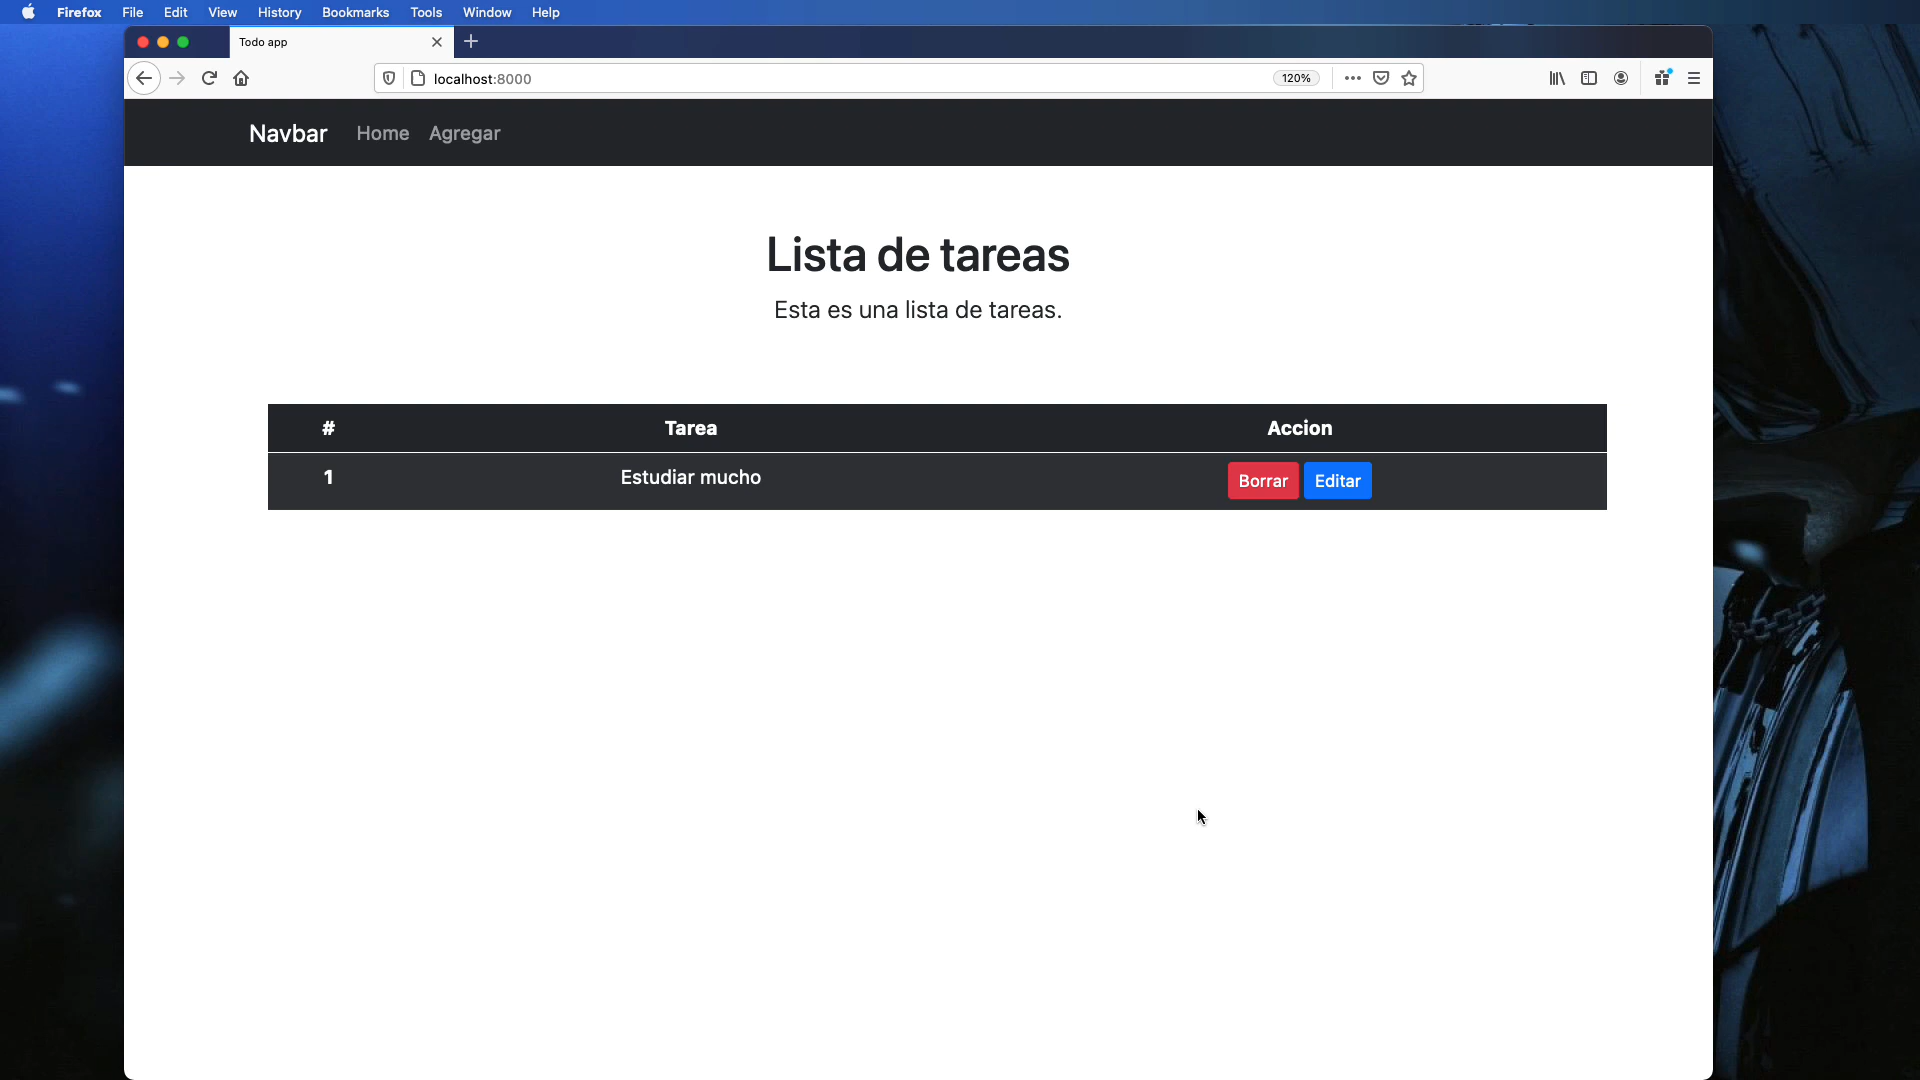 Firefox File Edit View History Bookmarks Tools Window Help
Todo app
localhost:8000 120%
Navbar Home Agregar
Lista de tareas
Esta es una lista de tareas.
# Tarea Accion
1 Estudiar mucho Borrar Editar